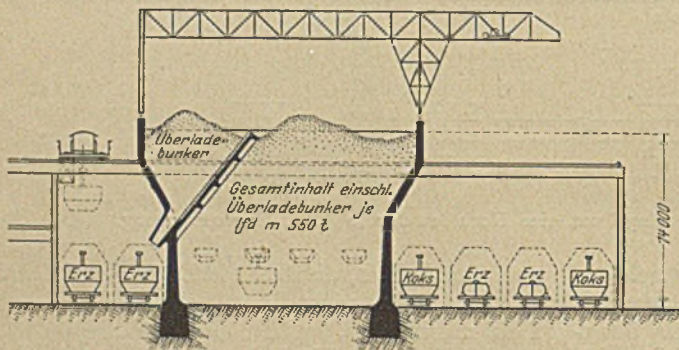 Überlade-
bunker
Gesamtinhalt einschl.
Überladebunker je
lfd m 550 t
14000
Erz
Erz
Koks
Erz
Erz
Koks